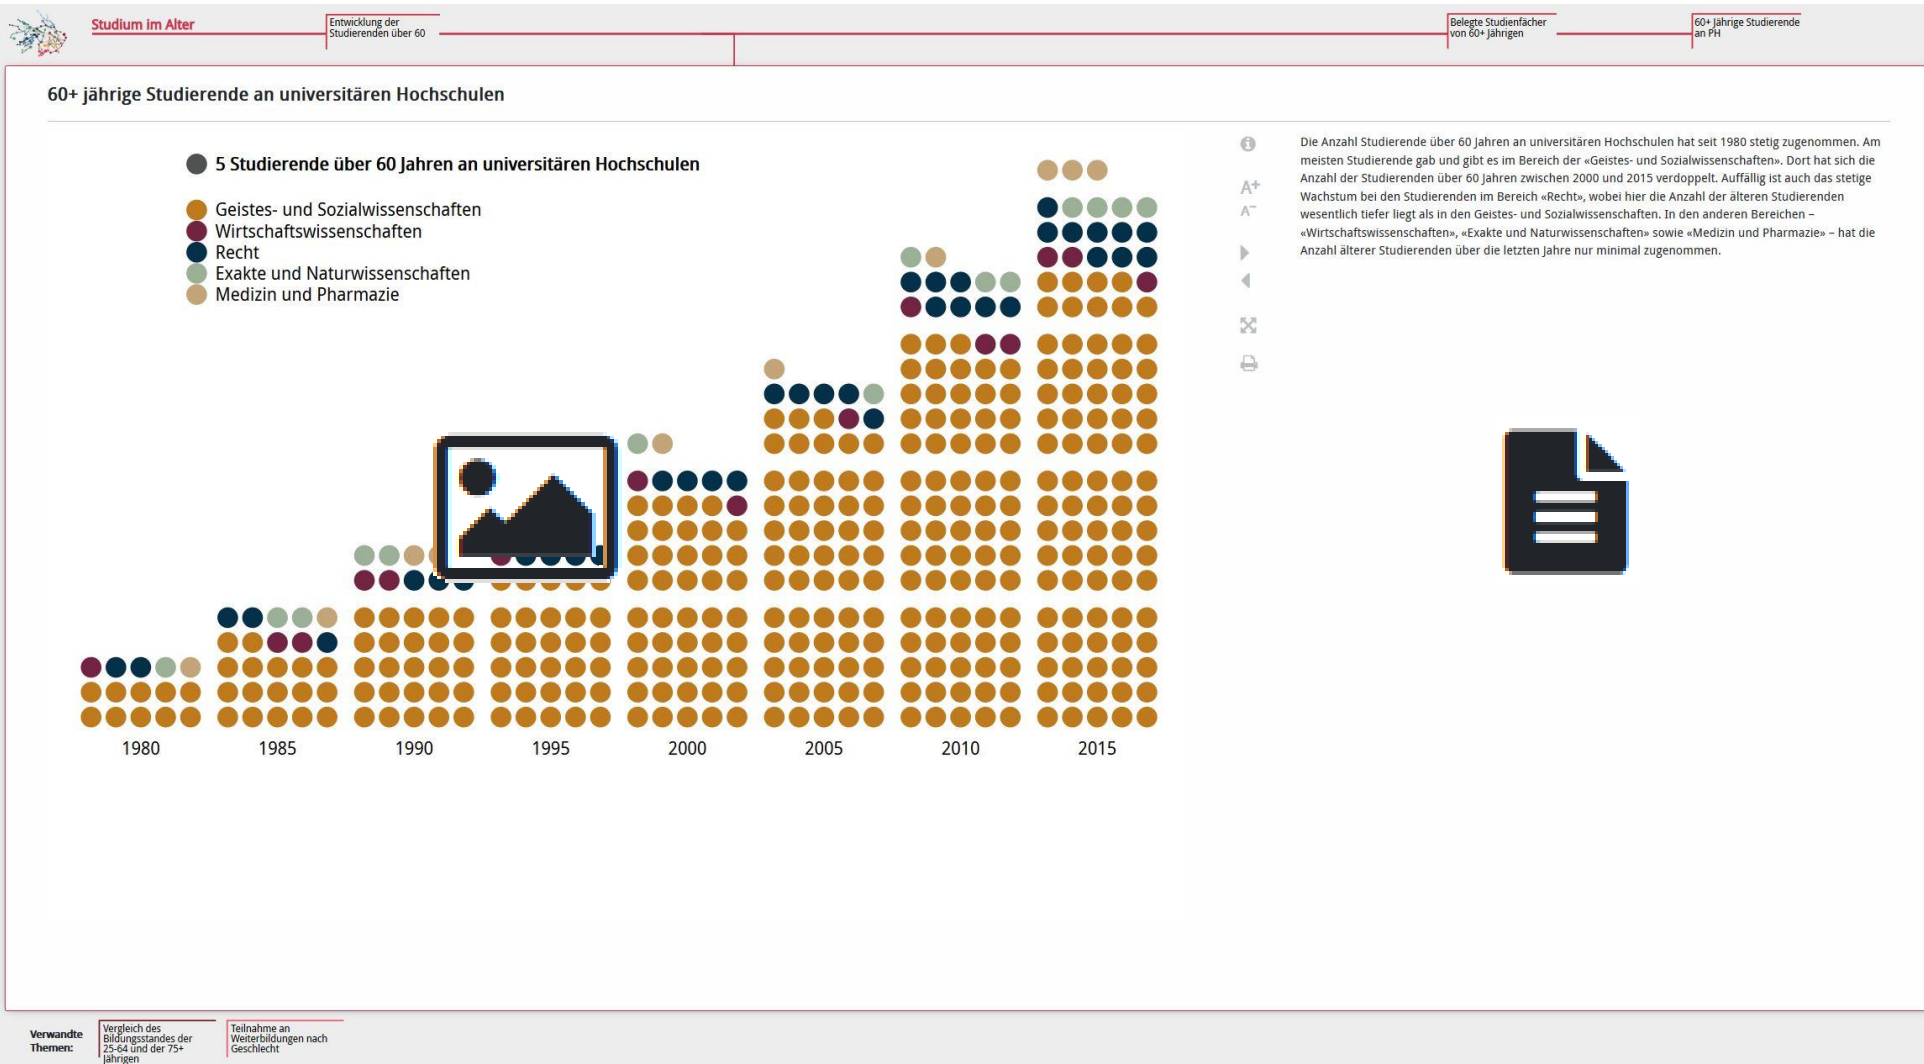 Studium im Alter
Entwicklung der
Studierenden über 60
Belegte Studienfächer
von 60+ Jährigen
60+ Jährige Studierende
an PH
60+ jährige Studierende an universitären Hochschulen
5 Studierende über 60 Jahren an universitären Hochschulen
Geistes- und Sozialwissenschaften
Wirtschaftswissenschaften
Recht
Exakte und Naturwissenschaften
Medizin und Pharmazie
1980 1985 1990 1995 2000 2005 2010 2015
A+
A−
Die Anzahl Studierende über 60 Jahren an universitären Hochschulen hat seit 1980 stetig zugenommen. Am
meisten Studierende gab und gibt es im Bereich der «Geistes- und Sozialwissenschaften». Dort hat sich die
Anzahl der Studierenden über 60 Jahren zwischen 2000 und 2015 verdoppelt. Auffällig ist auch das stetige
Wachstum bei den Studierenden im Bereich «Recht», wobei hier die Anzahl der älteren Studierenden
wesentlich tiefer liegt als in den Geistes- und Sozialwissenschaften. In den anderen Bereichen –
«Wirtschaftswissenschaften», «Exakte und Naturwissenschaften» sowie «Medizin und Pharmazie» – hat die
Anzahl älterer Studierenden über die letzten Jahre nur minimal zugenommen.
Verwandte
Themen:
Vergleich des
Bildungsstandes der
25-64 und der 75+
Jährigen
Teilnahme an
Weiterbildungen nach
Geschlecht